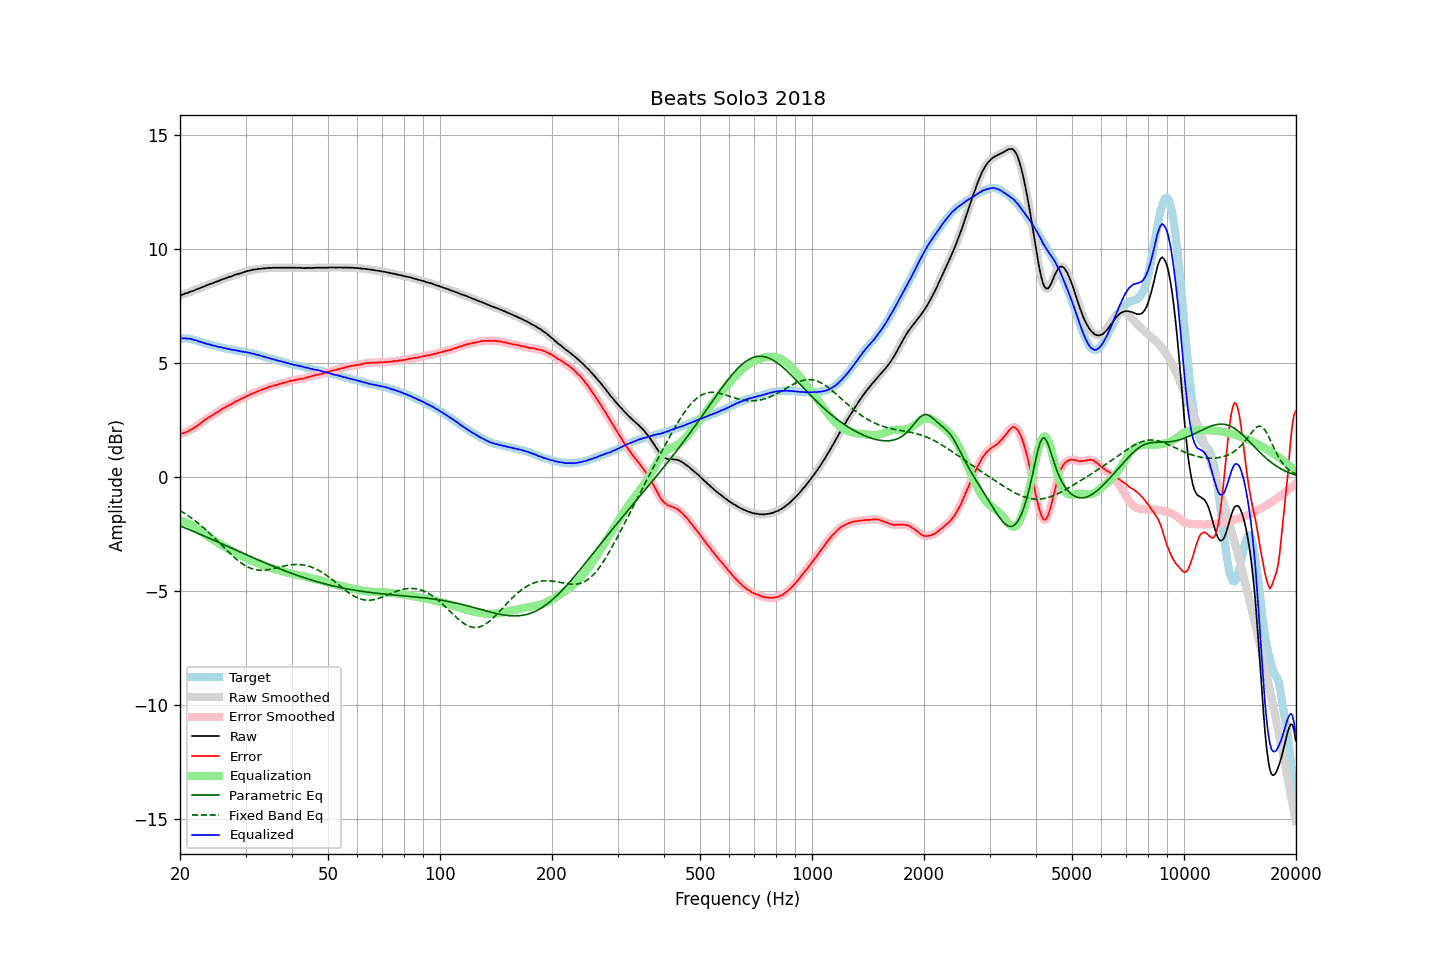 Beats Solo3 2018
15
10
5
0
−5
−10
−15
Amplitude (dBr)
Target
Raw Smoothed
Error Smoothed
Raw
Error
Equalization
Parametric Eq
Fixed Band Eq
Equalized
20 50 100 200 500 1000 2000 5000 10000 20000
Frequency (Hz)